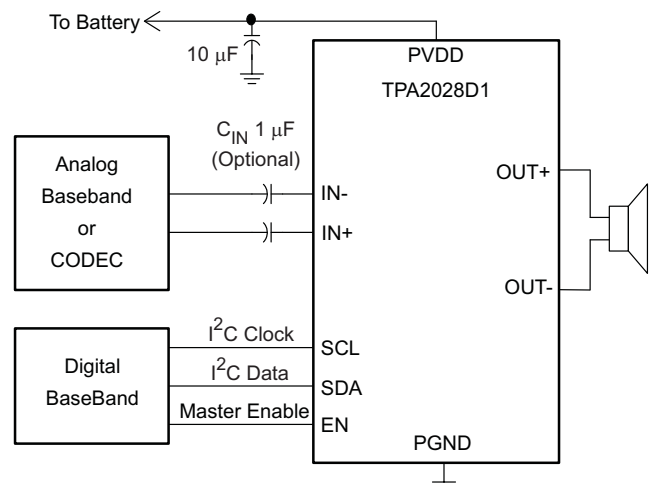 To Battery
10 μF
PVDD
TPA2028D1
C_IN 1 μF
(Optional)
Analog
Baseband
or
CODEC
IN-
IN+
OUT+
OUT-
Digital
BaseBand
I²C Clock
SCL
I²C Data
SDA
Master Enable
EN
PGND